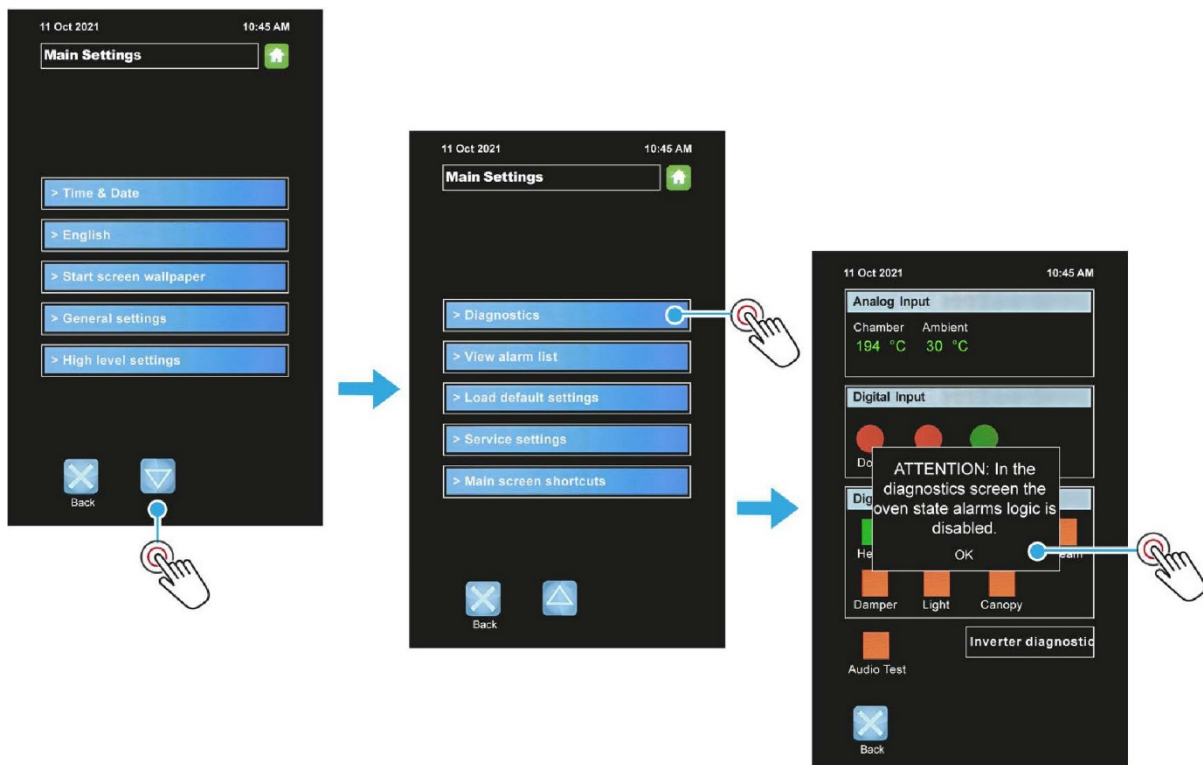 11 Oct 2021 10:45 AM
Main Settings
> Time & Date
> English
> Start screen wallpaper
> General settings
> High level settings
Back
11 Oct 2021 10:45 AM
Main Settings
> Diagnostics
> View alarm list
> Load default settings
> Service settings
> Main screen shortcuts
Back
11 Oct 2021 10:45 AM
Analog Input
Chamber Ambient
194 °C 30 °C
Digital Input
ATTENTION: In the
diagnostics screen the
oven state alarms logic is
disabled.
OK
Damper Light Canopy
Inverter diagnostic
Audio Test
Back